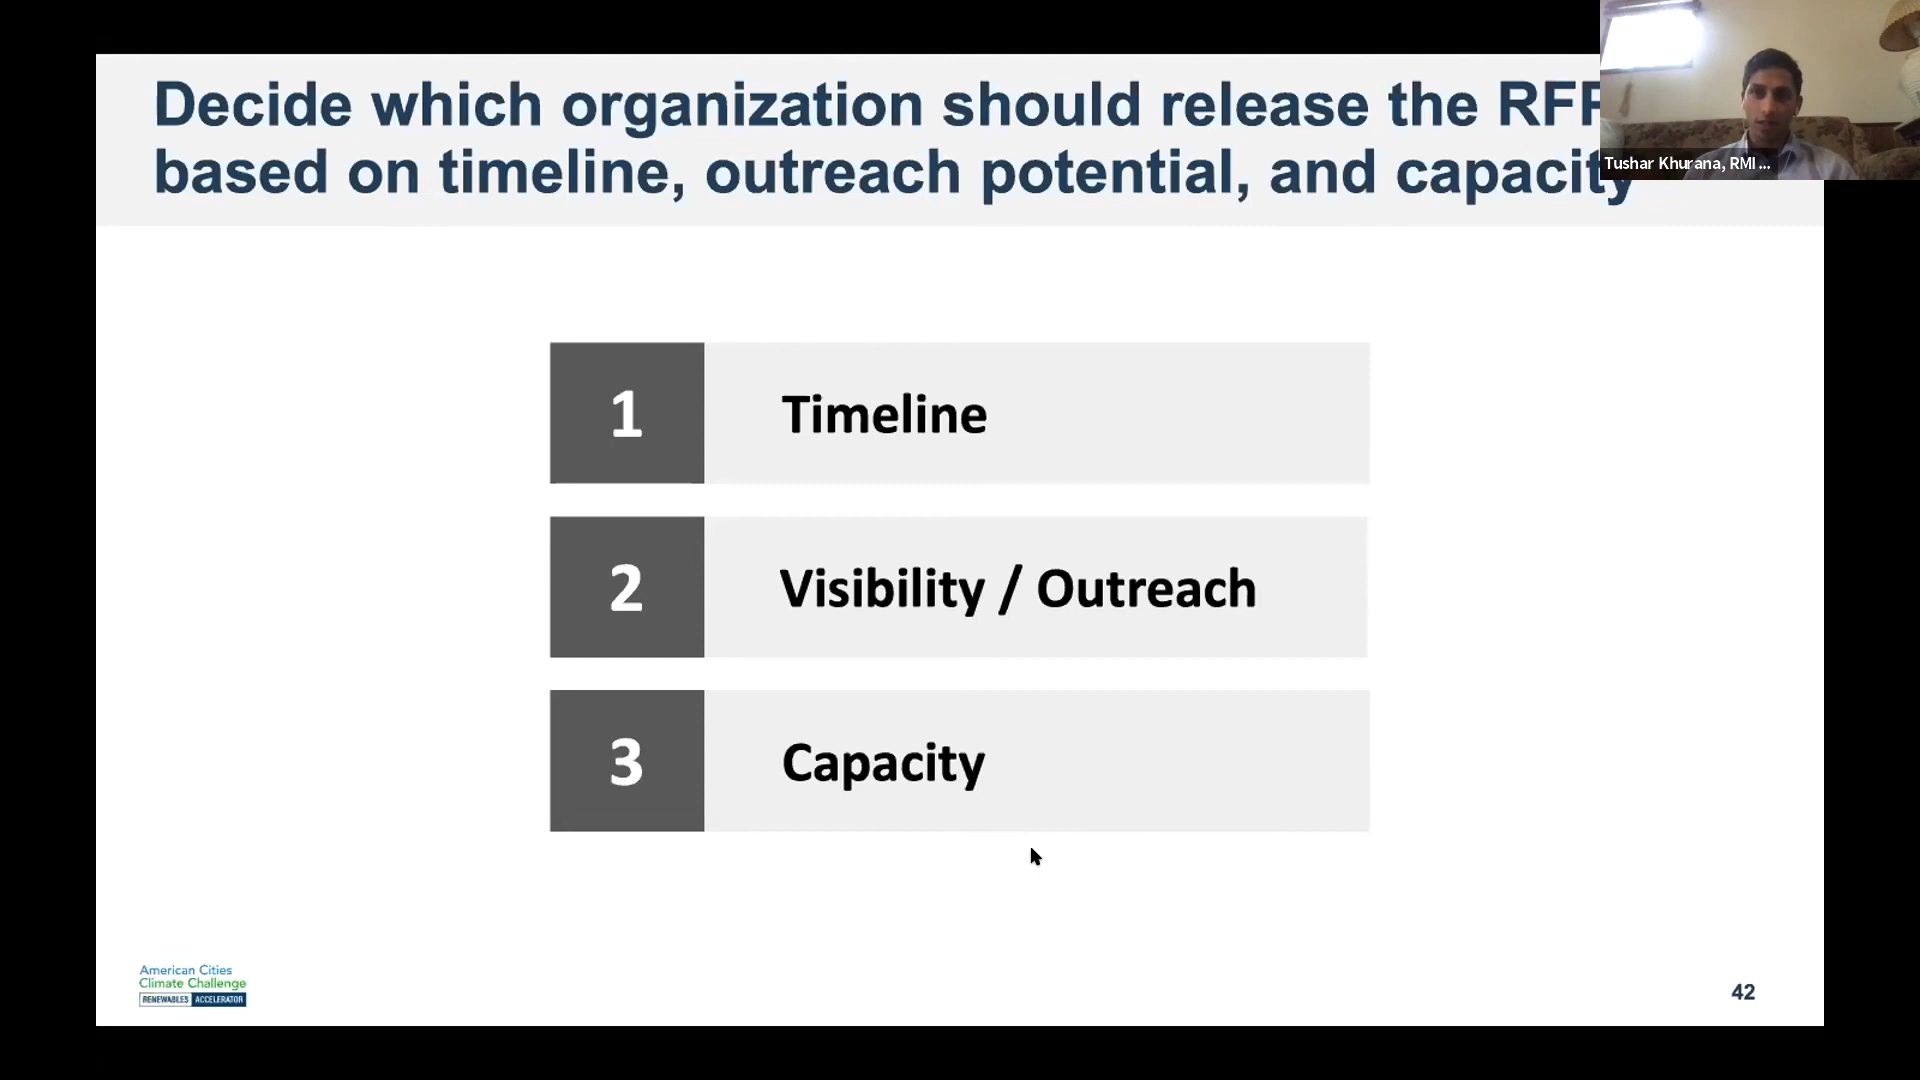 Decide which organization should release the RFP
based on timeline, outreach potential, and capacity
Tushar Khurana, RMI ...
1 Timeline
2 Visibility / Outreach
3 Capacity
American Cities
Climate Challenge
RENEWABLES ACCELERATOR
42